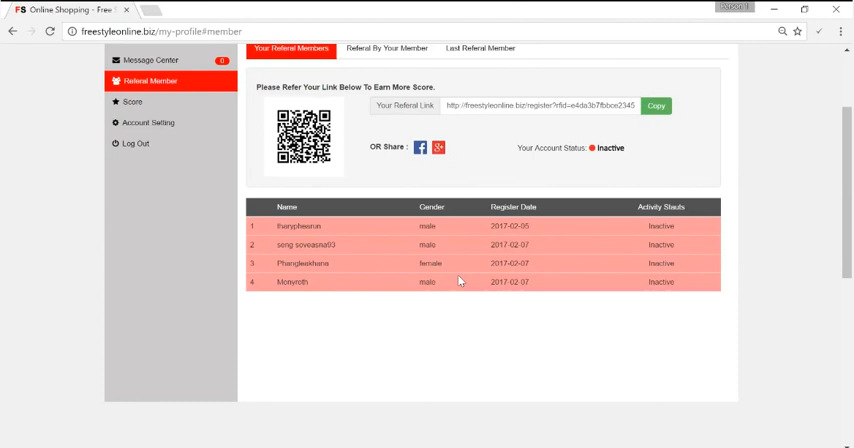 Person 1
FS Online Shopping - Free S
freestyleonline.biz/my-profile#member
Message Center 0
Referal Member
Score
Account Setting
Log Out
Your Referal Members Referal By Your Member Last Referal Member
Please Refer Your Link Below To Earn More Score.
Your Referal Link http://freestyleonline.biz/register?rfid=e4da3b7fbbce2345 Copy
OR Share :
Your Account Status: Inactive
Name Gender Register Date Activity Stauts
1 tharyphearun male 2017-02-05 Inactive
2 seng soveasna93 male 2017-02-07 Inactive
3 Phangleakhana female 2017-02-07 Inactive
4 Monyroth male 2017-02-07 Inactive